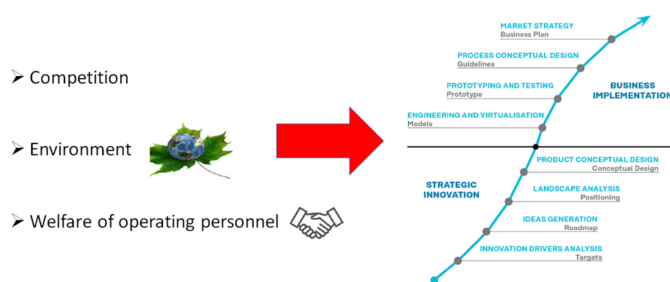 Competition
Environment
Welfare of operating personnel
MARKET STRATEGY
Business Plan
PROCESS CONCEPTUAL DESIGN
Guidelines
PROTOTYPING AND TESTING
Prototype
BUSINESS
IMPLEMENTATION
ENGINEERING AND VIRTUALISATION
Models
PRODUCT CONCEPTUAL DESIGN
Conceptual Design
STRATEGIC
INNOVATION
LANDSCAPE ANALYSIS
Positioning
IDEAS GENERATION
Roadmap
INNOVATION DRIVERS ANALYSIS
Targets